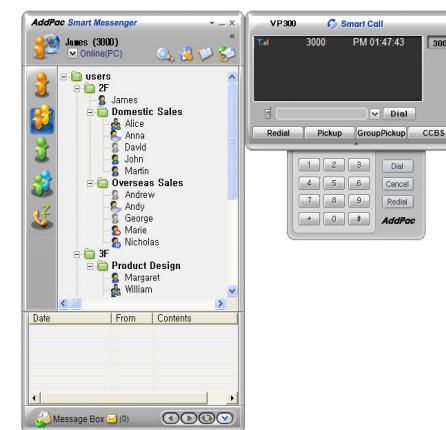 AddPac Smart Messenger
James (3000)
Online(PC)
users
2F
James
Domestic Sales
Alice
Anna
David
John
Martin
Overseas Sales
Andrew
Andy
George
Marie
Nicholas
3F
Product Design
Margaret
William
Date From Contents
Message Box (0)
VP300 Smart Call
3000 PM 01:47:43
300
Dial
Redial Pickup GroupPickup CCBS
1 2 3 Dial
4 5 6 Cancel
7 8 9 Redial
* 0 # AddPac